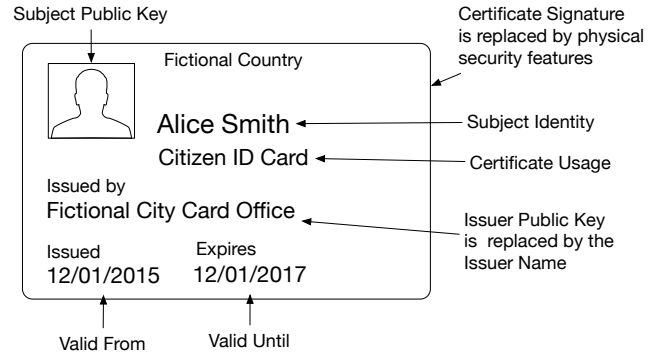 Subject Public Key
Certificate Signature
is replaced by physical
security features
Fictional Country
Alice Smith
Subject Identity
Citizen ID Card
Certificate Usage
Issued by
Fictional City Card Office
Issuer Public Key
is replaced by the
Issuer Name
Issued
Expires
12/01/2015
12/01/2017
Valid From
Valid Until